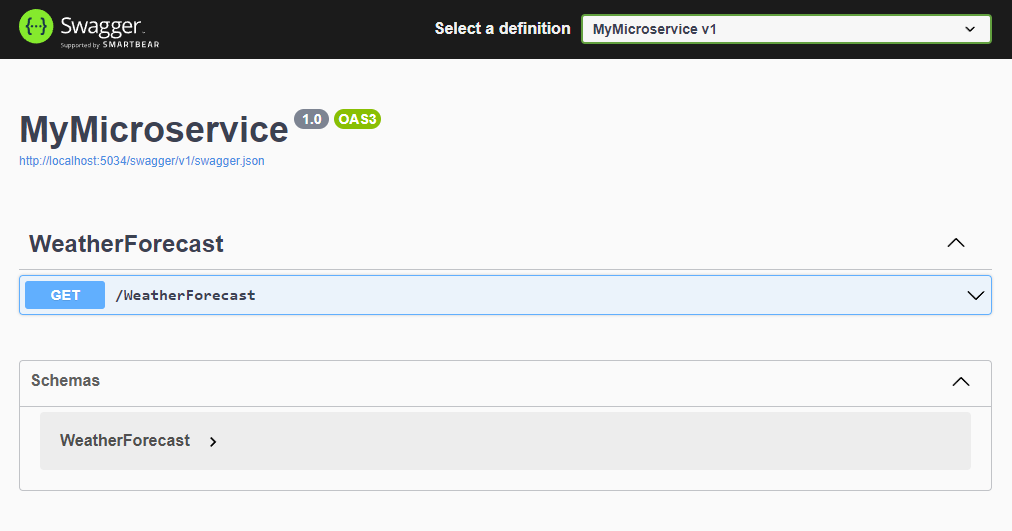 Swagger.
Supported by SMARTBEAR
Select a definition
MyMicroservice v1
MyMicroservice 1.0 OAS3
http://localhost:5034/swagger/v1/swagger.json
WeatherForecast
GET /WeatherForecast
Schemas
WeatherForecast